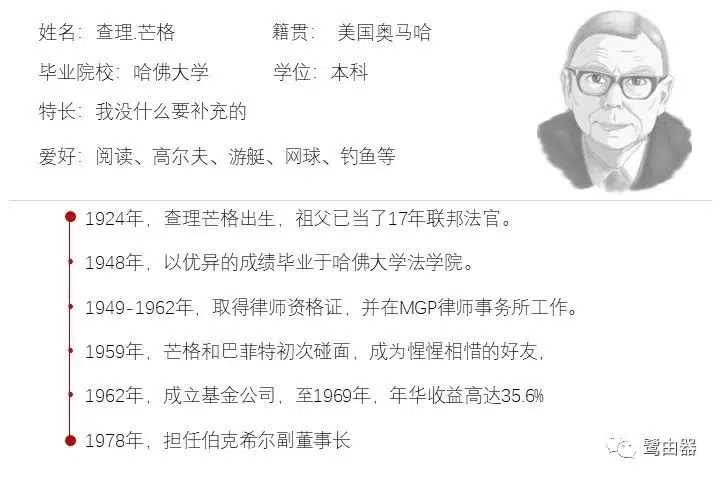 姓名：查理.芒格 籍贯： 美国奥马哈
毕业院校：哈佛大学 学位：本科
特长：我没什么要补充的
爱好：阅读、高尔夫、游艇、网球、钓鱼等
1924年，查理芒格出生，祖父已当了17年联邦法官。
1948年，以优异的成绩毕业于哈佛大学法学院。
1949-1962年，取得律师资格证，并在MGP律师事务所工作。
1959年，芒格和巴菲特初次碰面，成为惺惺相惜的好友，
1962年，成立基金公司，至1969年，年华收益高达35.6%
1978年，担任伯克希尔副董事长
鹭由器